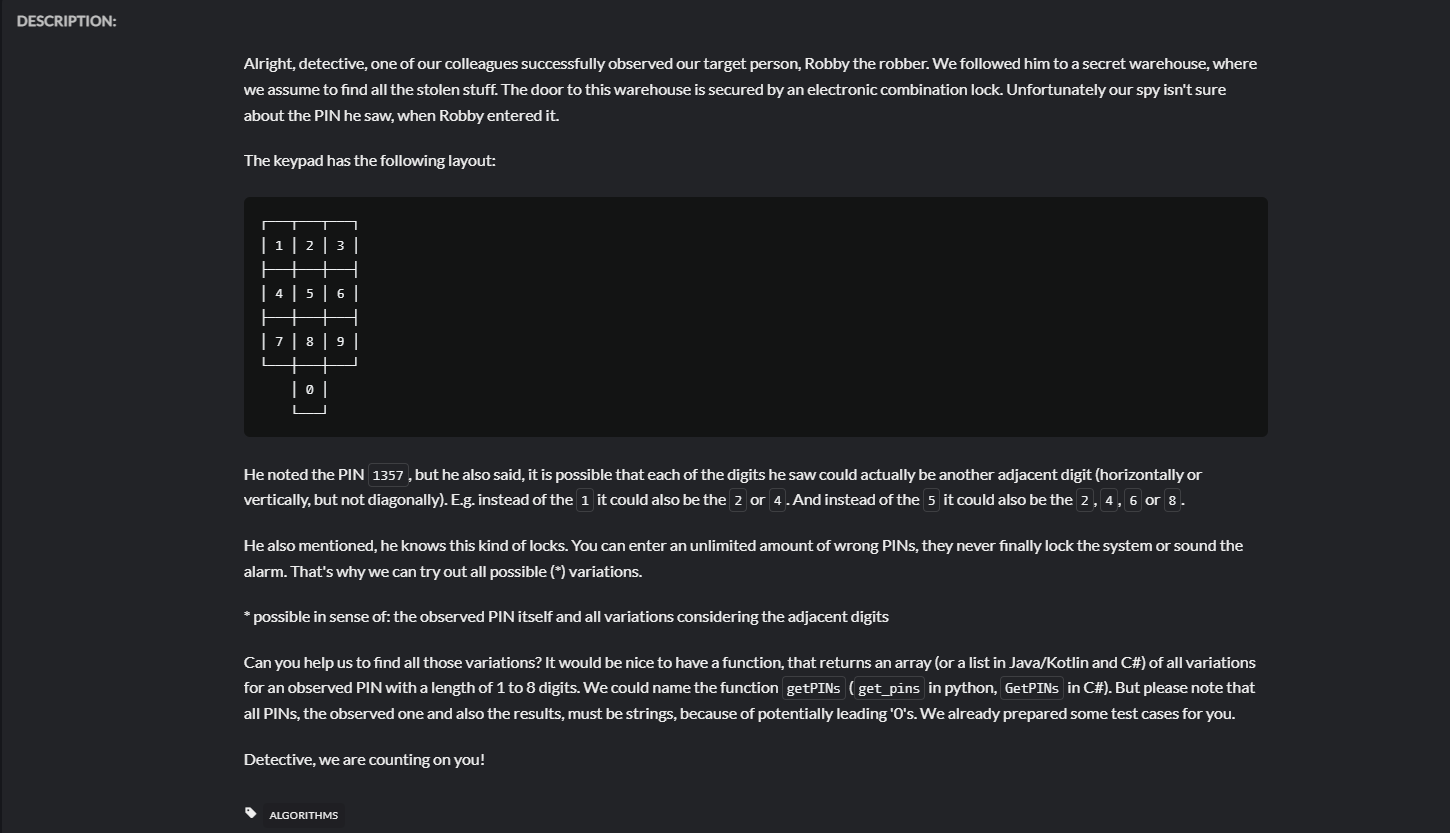 DESCRIPTION:
Alright, detective, one of our colleagues successfully observed our target person, Robby the robber. We followed him to a secret warehouse, where
we assume to find all the stolen stuff. The door to this warehouse is secured by an electronic combination lock. Unfortunately our spy isn't sure
about the PIN he saw, when Robby entered it.
The keypad has the following layout:
┌───┬───┬───┐
│ 1 │ 2 │ 3 │
├───┼───┼───┤
│ 4 │ 5 │ 6 │
├───┼───┼───┤
│ 7 │ 8 │ 9 │
└───┼───┼───┘
    │ 0 │
    └───┘
He noted the PIN 1357, but he also said, it is possible that each of the digits he saw could actually be another adjacent digit (horizontally or
vertically, but not diagonally). E.g. instead of the 1 it could also be the 2 or 4. And instead of the 5 it could also be the 2, 4, 6 or 8.
He also mentioned, he knows this kind of locks. You can enter an unlimited amount of wrong PINs, they never finally lock the system or sound the
alarm. That's why we can try out all possible (*) variations.
* possible in sense of: the observed PIN itself and all variations considering the adjacent digits
Can you help us to find all those variations? It would be nice to have a function, that returns an array (or a list in Java/Kotlin and C#) of all variations
for an observed PIN with a length of 1 to 8 digits. We could name the function getPINs (get_pins in python, GetPINs in C#). But please note that
all PINs, the observed one and also the results, must be strings, because of potentially leading '0's. We already prepared some test cases for you.
Detective, we are counting on you!
ALGORITHMS